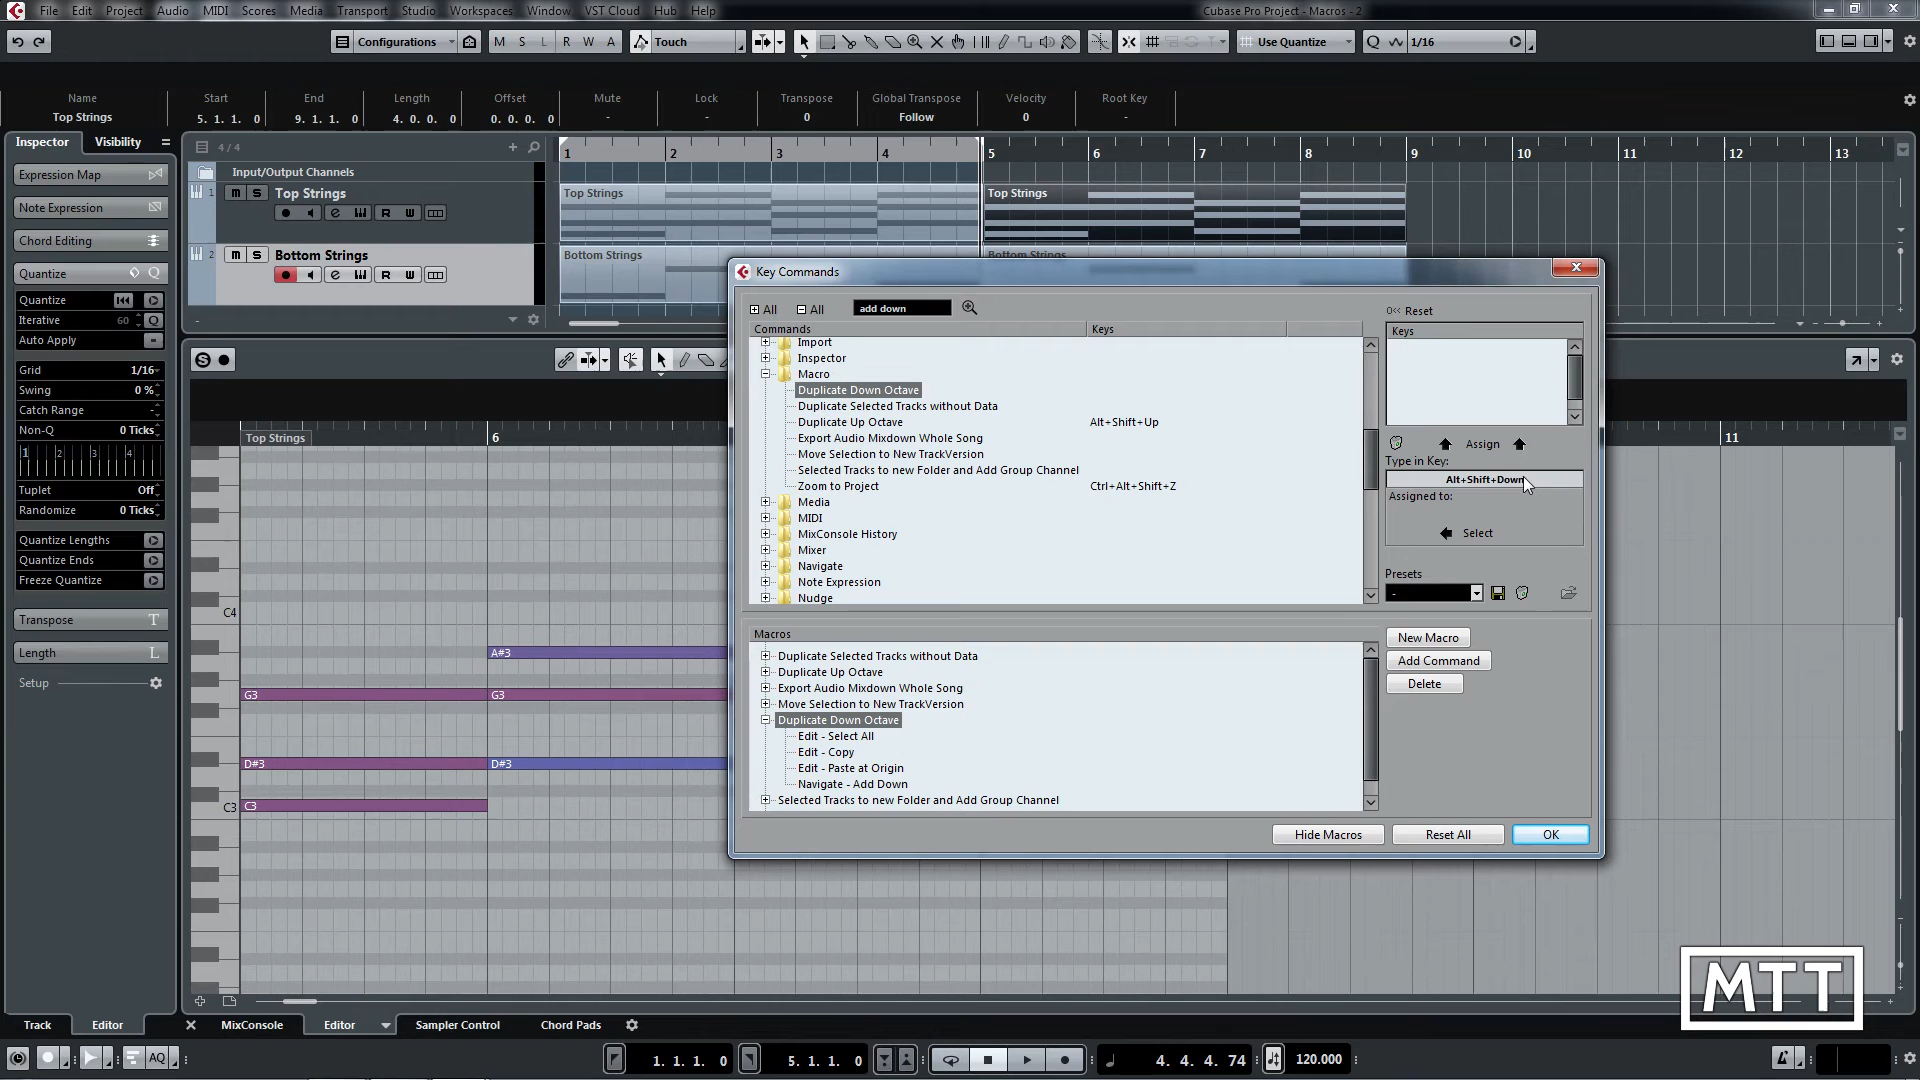 File Edit Project Audio MIDI Scores Media Transport Studio Workspaces Window VST Cloud Hub Help
Cubase Pro Project - Macros - 2
Configurations M S L R W A Touch Use Quantize Q 1/16
Name Start End Length Offset Mute Lock Transpose Global Transpose Velocity Root Key
Top Strings 5. 1. 1. 0 9. 1. 1. 0 4. 0. 0. 0 0. 0. 0. 0 - - 0 Follow 0 -
Inspector Visibility
4 / 4
1 2 3 4 5 6 7 8 9 10 11 12 13
Expression Map
Note Expression
Chord Editing
Quantize Q
Quantize
Iterative 60 Q
Auto Apply -
Grid 1/16
Swing 0 %
Catch Range -
Non-Q 0 Ticks
1 2 3 4
Tuplet Off
Randomize 0 Ticks
Quantize Lengths
Quantize Ends
Freeze Quantize
Transpose T
Length L
Setup
Input/Output Channels
1 m S Top Strings
R W
2 m S Bottom Strings
R W
Top Strings
Bottom Strings
Top Strings
Bottom Strings
S
Top Strings 6 11
C4
A#3
G3 G3
D#3 D#3
C3 C3
Key Commands
All All add down
Commands Keys
Import
Inspector
Macro
Duplicate Down Octave
Duplicate Selected Tracks without Data
Duplicate Up Octave Alt+Shift+Up
Export Audio Mixdown Whole Song
Move Selection to New TrackVersion
Selected Tracks to new Folder and Add Group Channel
Zoom to Project Ctrl+Alt+Shift+Z
Media
MIDI
MixConsole History
Mixer
Navigate
Note Expression
Nudge
Reset
Keys
Assign
Type in Key:
Alt+Shift+Down
Assigned to:
Select
Presets
-
Macros
Duplicate Selected Tracks without Data
Duplicate Up Octave
Export Audio Mixdown Whole Song
Move Selection to New TrackVersion
Duplicate Down Octave
Edit - Select All
Edit - Copy
Edit - Paste at Origin
Navigate - Add Down
Selected Tracks to new Folder and Add Group Channel
New Macro
Add Command
Delete
Hide Macros Reset All OK
MTT
Track Editor MixConsole Editor Sampler Control Chord Pads
AQ 1. 1. 1. 0 5. 1. 1. 0 4. 4. 4. 74 120.000